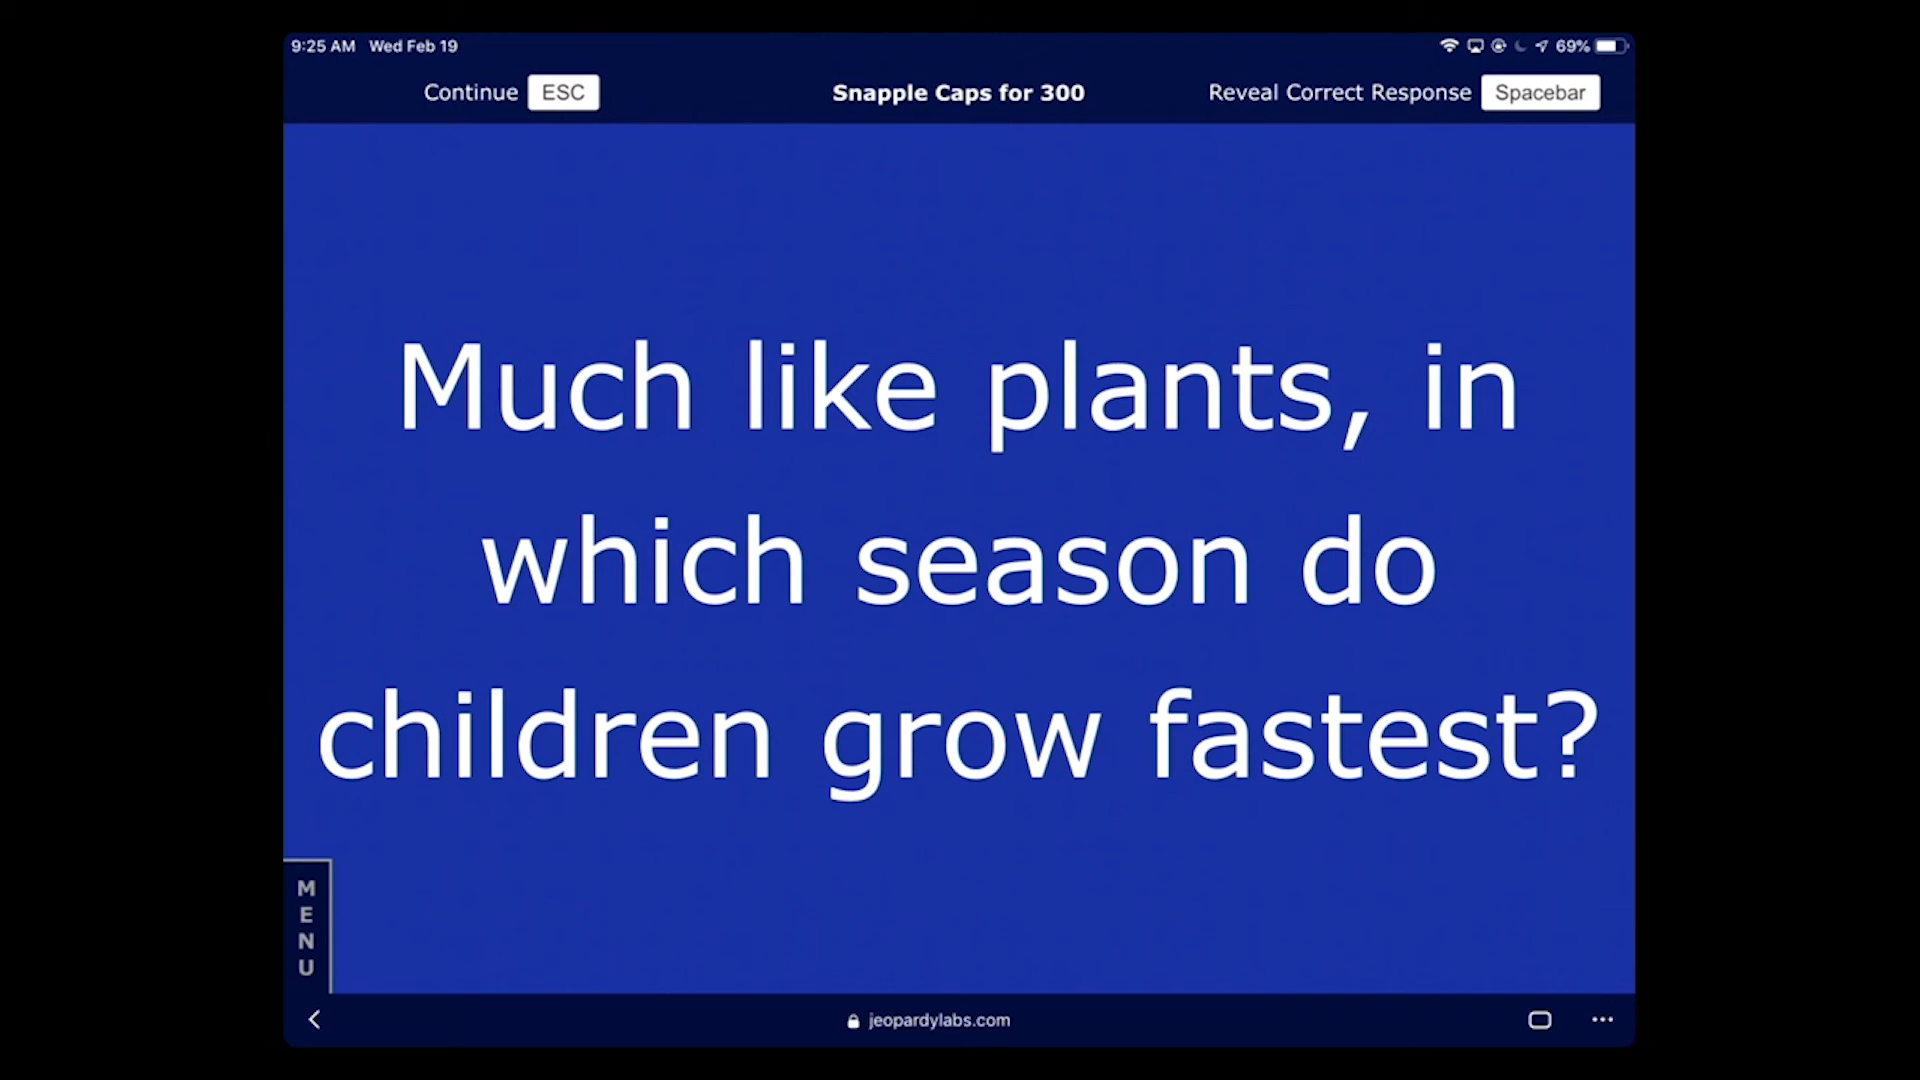 9:25 AM Wed Feb 19 69%
Continue ESC Snapple Caps for 300 Reveal Correct Response Spacebar
Much like plants, in
which season do
children grow fastest?
MENU
jeopardylabs.com